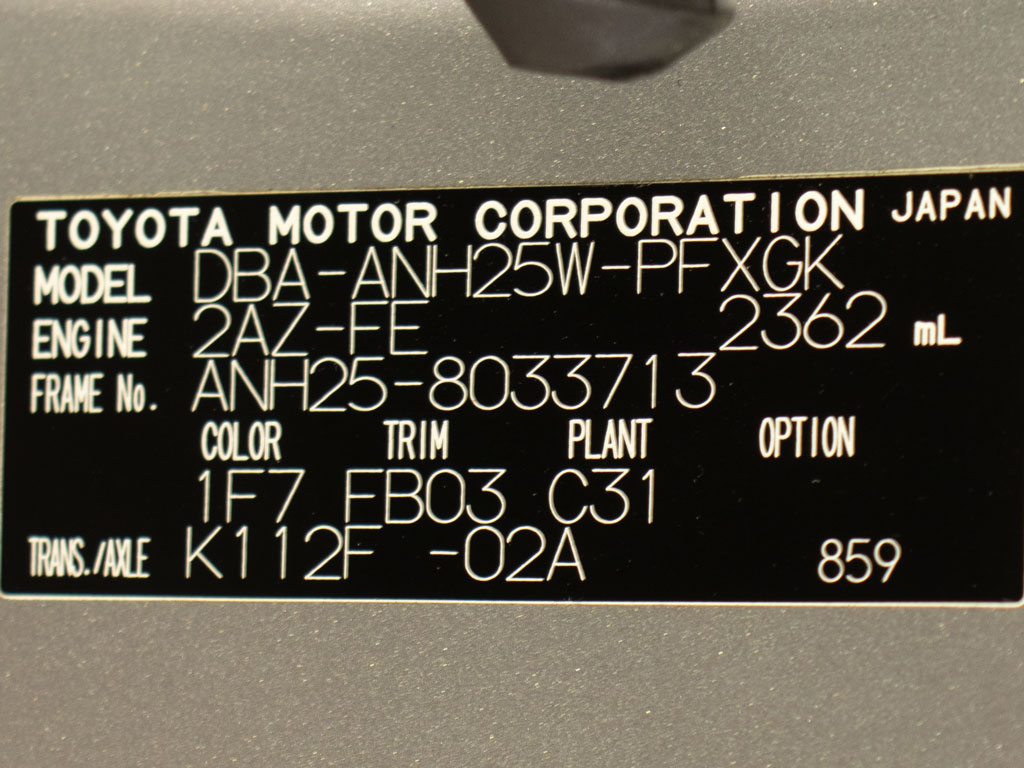 TOYOTA MOTOR CORPORATION JAPAN
MODEL DBA-ANH25W-PFXGK
ENGINE 2AZ-FE 2362 mL
FRAME No. ANH25-8033713
COLOR TRIM PLANT OPTION
1F7 FB03 C31
TRANS./AXLE K112F -02A 859